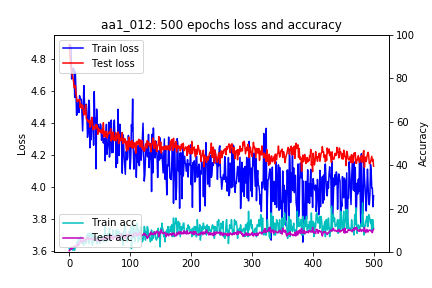 aa1_012: 500 epochs loss and accuracy
Train loss
Test loss
Train acc
Test acc
Loss
4.8
4.6
4.4
4.2
4.0
3.8
3.6
0
100
200
300
400
500
100
80
60
40
20
0
Accuracy